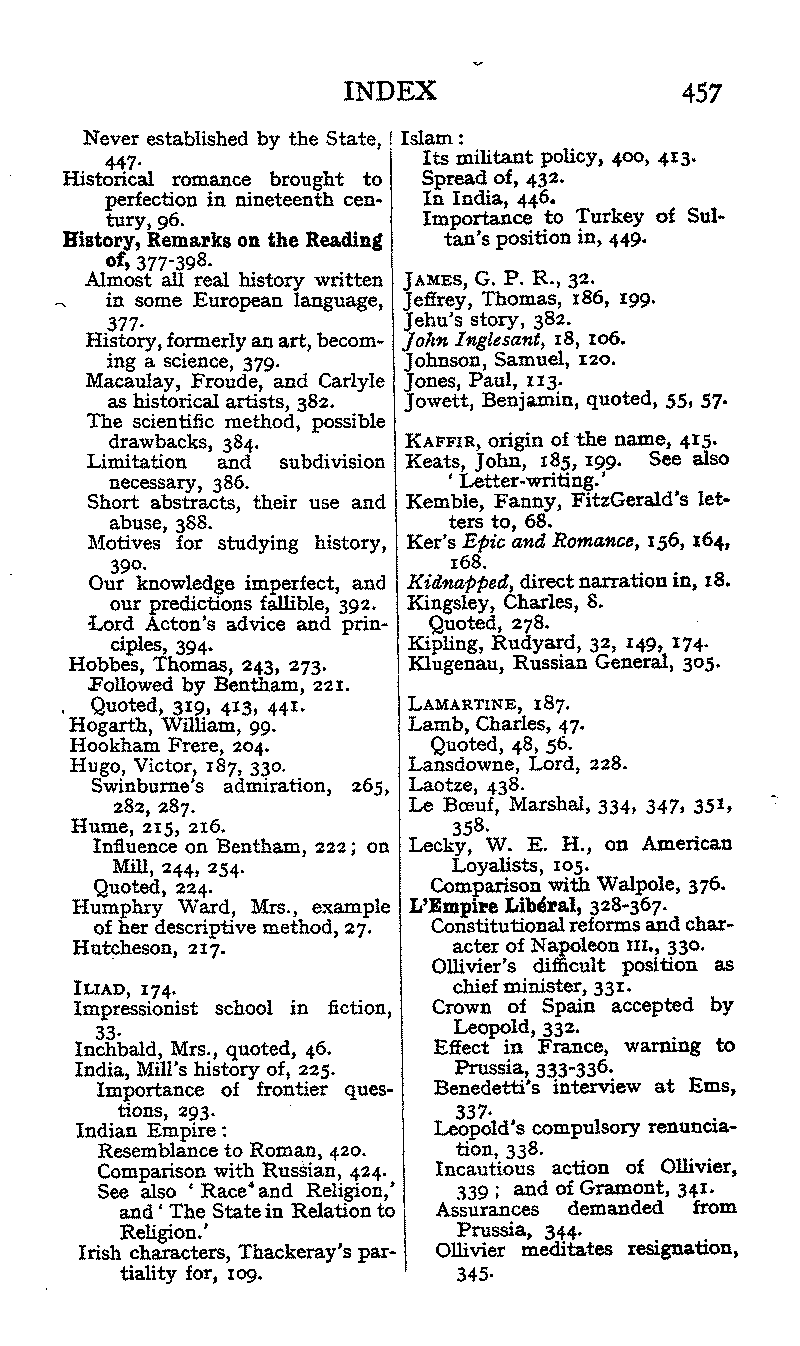 INDEX 457
Never established by the State,
447.
Historical romance brought to
perfection in nineteenth cen-
tury, 96.
History, Remarks on the Reading
of, 377-398.
Almost all real history written
in some European language,
377.
History, formerly an art, becom-
ing a science, 379.
Macaulay, Froude, and Carlyle
as historical artists, 382.
The scientific method, possible
drawbacks, 384.
Limitation and subdivision
necessary, 386.
Short abstracts, their use and
abuse, 388.
Motives for studying history,
390.
Our knowledge imperfect, and
our predictions fallible, 392.
Lord Acton's advice and prin-
ciples, 394.
Hobbes, Thomas, 243, 273.
Followed by Bentham, 221.
Quoted, 319, 413, 441.
Hogarth, William, 99.
Hookham Frere, 204.
Hugo, Victor, 187, 330.
Swinburne's admiration, 265,
282, 287.
Hume, 215, 216.
Influence on Bentham, 222; on
Mill, 244, 254.
Quoted, 224.
Humphry Ward, Mrs., example
of her descriptive method, 27.
Hutcheson, 217.
ILIAD, 174.
Impressionist school in fiction,
33.
Inchbald, Mrs., quoted, 46.
India, Mill's history of, 225.
Importance of frontier ques-
tions, 293.
Indian Empire:
Resemblance to Roman, 420.
Comparison with Russian, 424.
See also 'Race and Religion,'
and 'The State in Relation to
Religion.'
Irish characters, Thackeray's par-
tiality for, 109.
Islam:
Its militant policy, 400, 413.
Spread of, 432.
In India, 446.
Importance to Turkey of Sul-
tan's position in, 449.
JAMES, G. P. R., 32.
Jeffrey, Thomas, 186, 199.
Jehu's story, 382.
John Inglesant, 18, 106.
Johnson, Samuel, 120.
Jones, Paul, 113.
Jowett, Benjamin, quoted, 55, 57.
KAFFIR, origin of the name, 415.
Keats, John, 185, 199. See also
'Letter-writing.'
Kemble, Fanny, FitzGerald's let-
ters to, 68.
Ker's Epic and Romance, 156, 164,
168.
Kidnapped, direct narration in, 18.
Kingsley, Charles, 8.
Quoted, 278.
Kipling, Rudyard, 32, 149, 174.
Klugenau, Russian General, 305.
LAMARTINE, 187.
Lamb, Charles, 47.
Quoted, 48, 56.
Lansdowne, Lord, 228.
Laotze, 438.
Le Bœuf, Marshal, 334, 347, 351,
358.
Lecky, W. E. H., on American
Loyalists, 105.
Comparison with Walpole, 376.
L'Empire Libéral, 328-367.
Constitutional reforms and char-
acter of Napoleon III., 330.
Ollivier's difficult position as
chief minister, 331.
Crown of Spain accepted by
Leopold, 332.
Effect in France, warning to
Prussia, 333-336.
Benedetti's interview at Ems,
337.
Leopold's compulsory renuncia-
tion, 338.
Incautious action of Ollivier,
339; and of Gramont, 341.
Assurances demanded from
Prussia, 344.
Ollivier meditates resignation,
345.